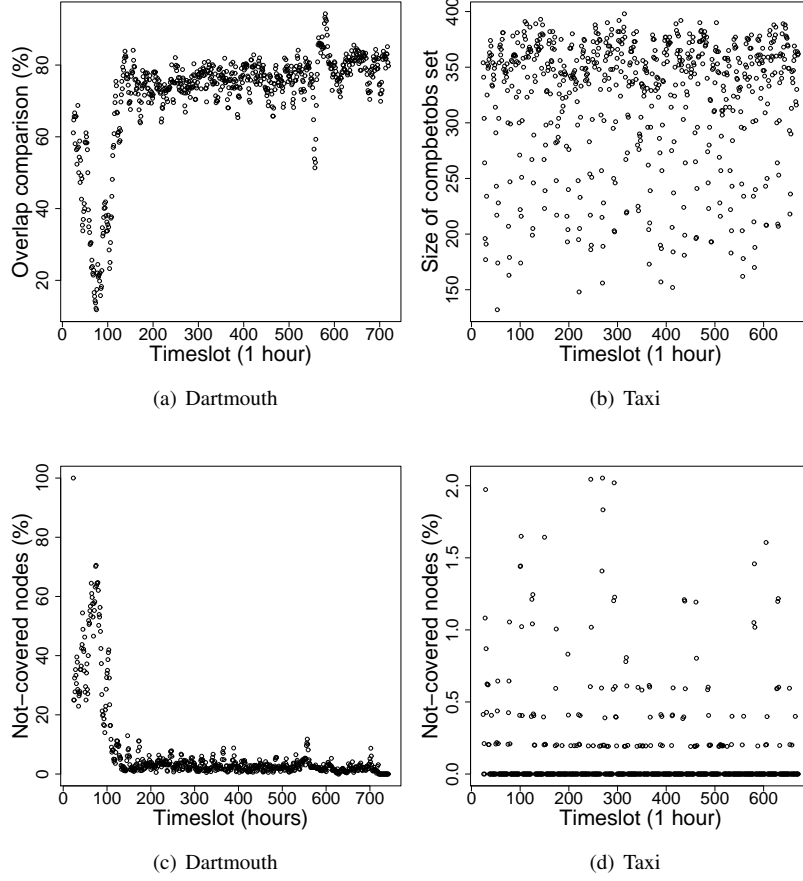 Overlap comparison (%)
20 40 60 80
0 100 200 300 400 500 600 700
Timeslot (1 hour)
(a) Dartmouth
Size of compbetobs set
150 200 250 300 350 400
0 100 200 300 400 500 600
Timeslot (1 hour)
(b) Taxi
Not−covered nodes (%)
0 20 40 60 80 100
0 100 200 300 400 500 600 700
Timeslot (hours)
(c) Dartmouth
Not−covered nodes (%)
0.0 0.5 1.0 1.5 2.0
0 100 200 300 400 500 600
Timeslot (1 hour)
(d) Taxi